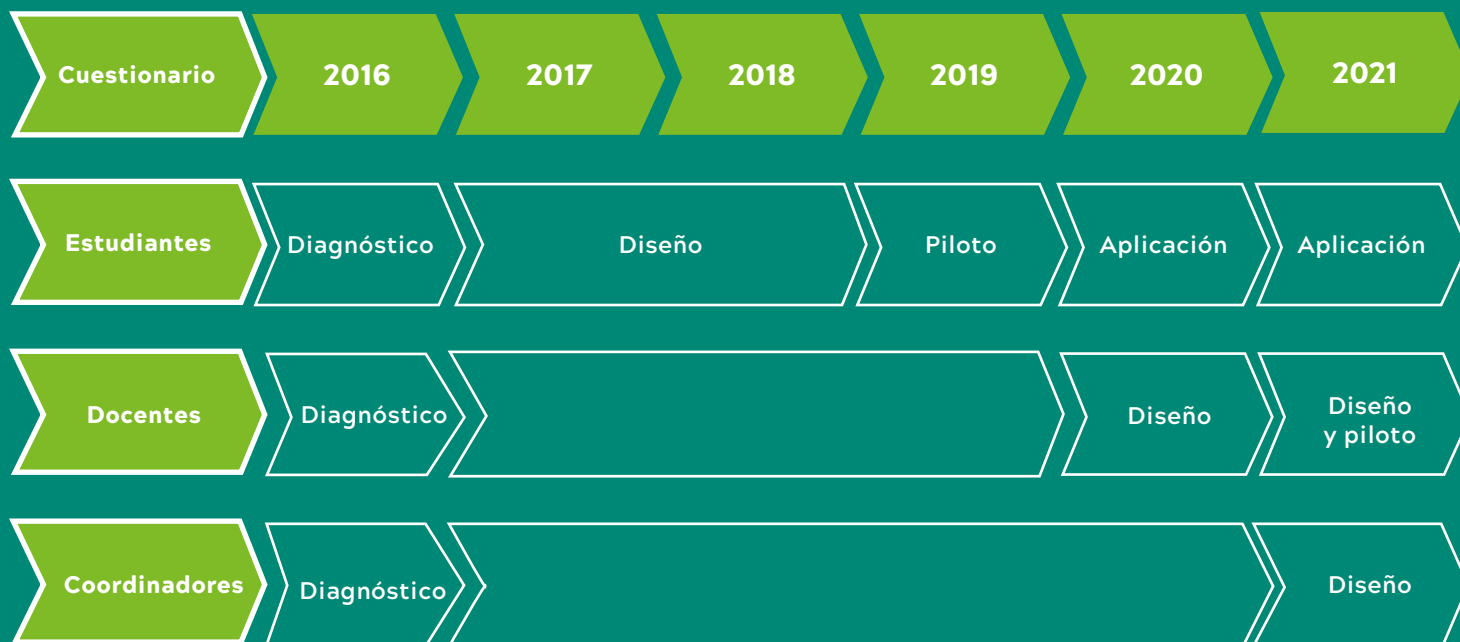 Cuestionario
2016
2017
2018
2019
2020
2021
Estudiantes
Diagnóstico
Diseño
Piloto
Aplicación
Aplicación
Docentes
Diagnóstico
Diseño
Diseño
y piloto
Coordinadores
Diagnóstico
Diseño